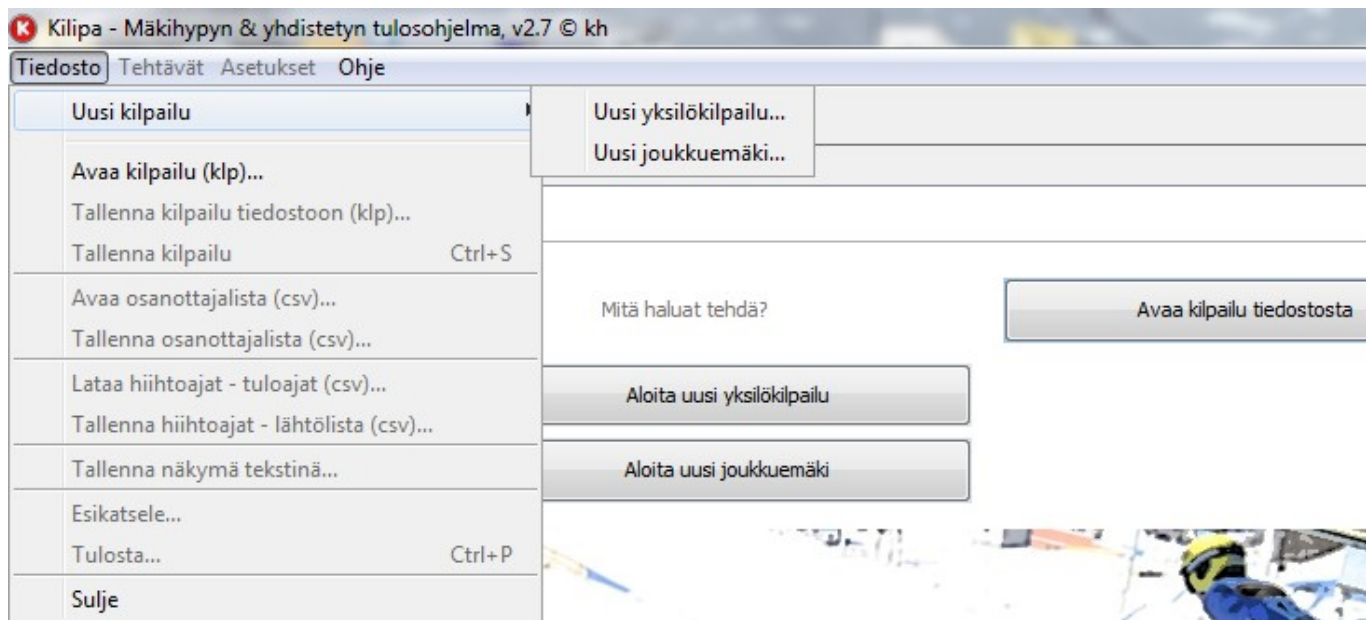 Kilipa - Mäkihypyn & yhdistetyn tulosohjelma, v2.7 © kh
Tiedosto Tehtävät Asetukset Ohje
Uusi kilpailu
Uusi yksilökilpailu...
Uusi joukkuemäki...
Avaa kilpailu (klp)...
Tallenna kilpailu tiedostoon (klp)...
Tallenna kilpailu Ctrl+S
Avaa osanottajalista (csv)...
Tallenna osanottajalista (csv)...
Lataa hiihtoajat - tuloajat (csv)...
Tallenna hiihtoajat - lähtölista (csv)...
Tallenna näkymä tekstinä...
Esikatsele...
Tulosta... Ctrl+P
Sulje
Mitä haluat tehdä?
Avaa kilpailu tiedostosta
Aloita uusi yksilökilpailu
Aloita uusi joukkuemäki